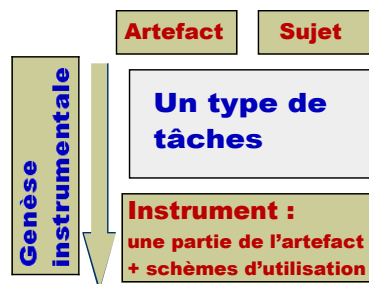 Artefact
Sujet
Genèse
instrumentale
Un type de
tâches
Instrument :
une partie de l'artefact
+ schèmes d'utilisation